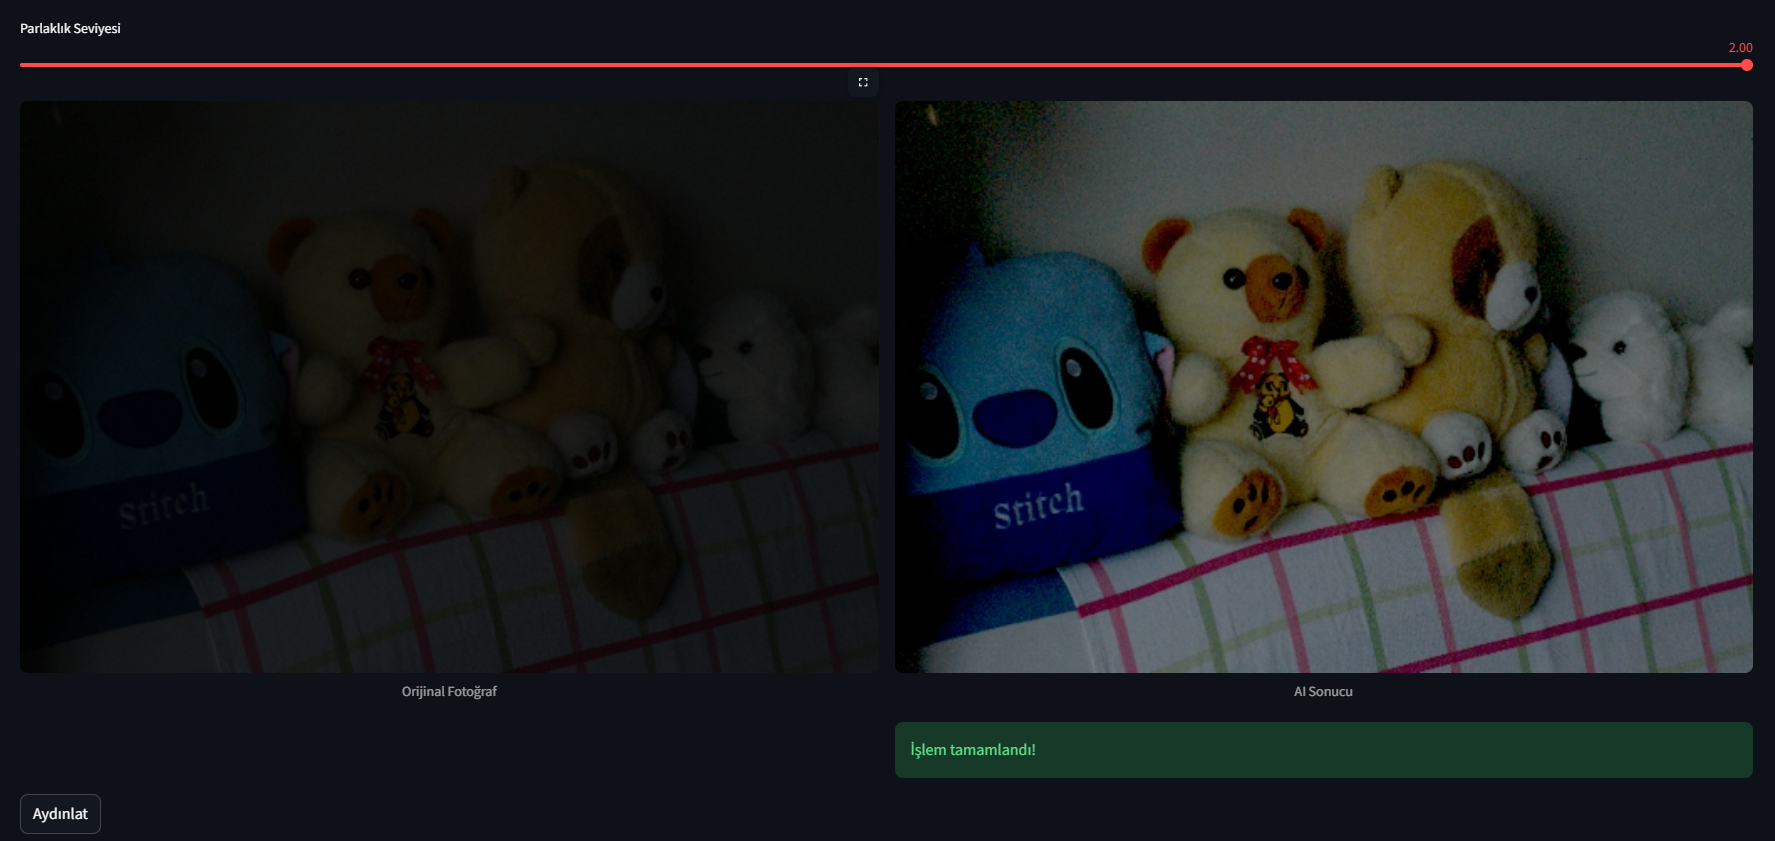 Parlaklık Seviyesi
2.00
Stitch
Stitch
Orijinal Fotoğraf
AI Sonucu
İşlem tamamlandı!
Aydınlat